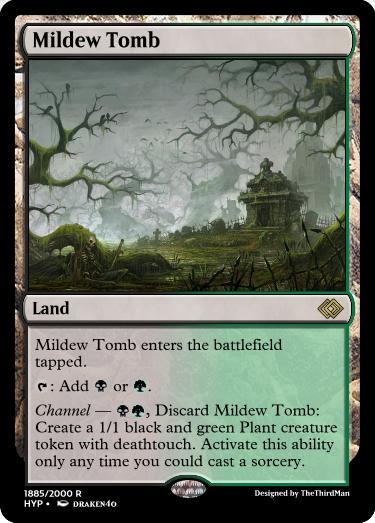 Mildew Tomb
Land
Mildew Tomb enters the battlefield
tapped.
: Add or .
Channel — , Discard Mildew Tomb:
Create a 1/1 black and green Plant creature
token with deathtouch. Activate this ability
only any time you could cast a sorcery.
1885/2000 R
HYP • DRAKEN40
Designed by TheThirdMan